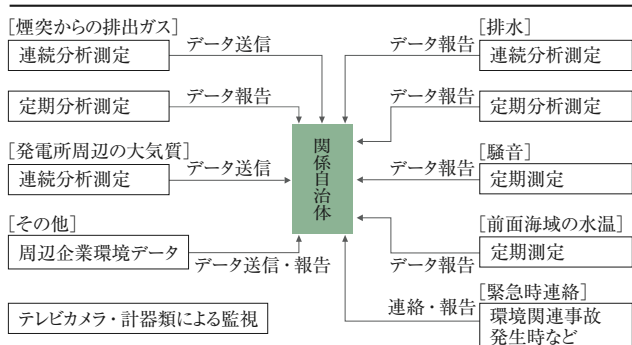 [煙突からの排出ガス]
連続分析測定
データ送信
定期分析測定
データ報告
[発電所周辺の大気質]
連続分析測定
データ送信
[その他]
周辺企業環境データ
データ送信・報告
テレビカメラ・計器類による監視
関係自治体
[排水]
データ報告
連続分析測定
データ報告
定期分析測定
[騒音]
データ報告
定期測定
[前面海域の水温]
データ報告
定期測定
[緊急時連絡]
連絡・報告
環境関連事故
発生時など